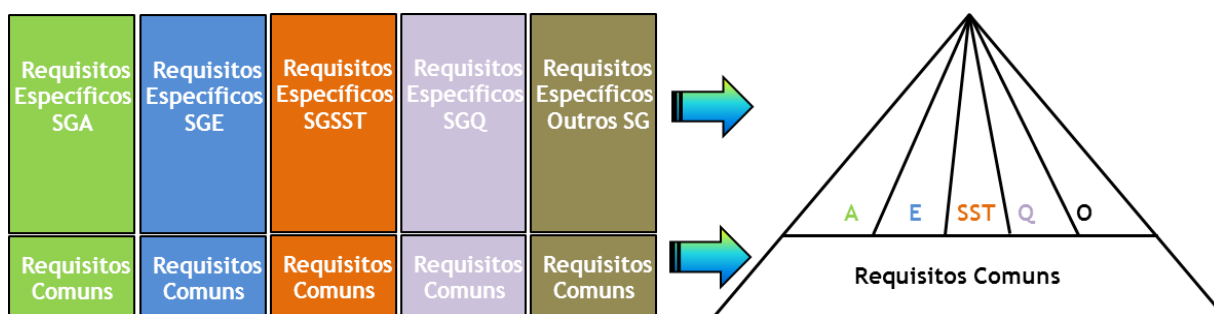 Requisitos
Específicos
SGA
Requisitos
Específicos
SGE
Requisitos
Específicos
SGSST
Requisitos
Específicos
SGQ
Requisitos
Específicos
Outros SG
Requisitos
Comuns
Requisitos
Comuns
Requisitos
Comuns
Requisitos
Comuns
Requisitos
Comuns
A E SST Q O
Requisitos Comuns